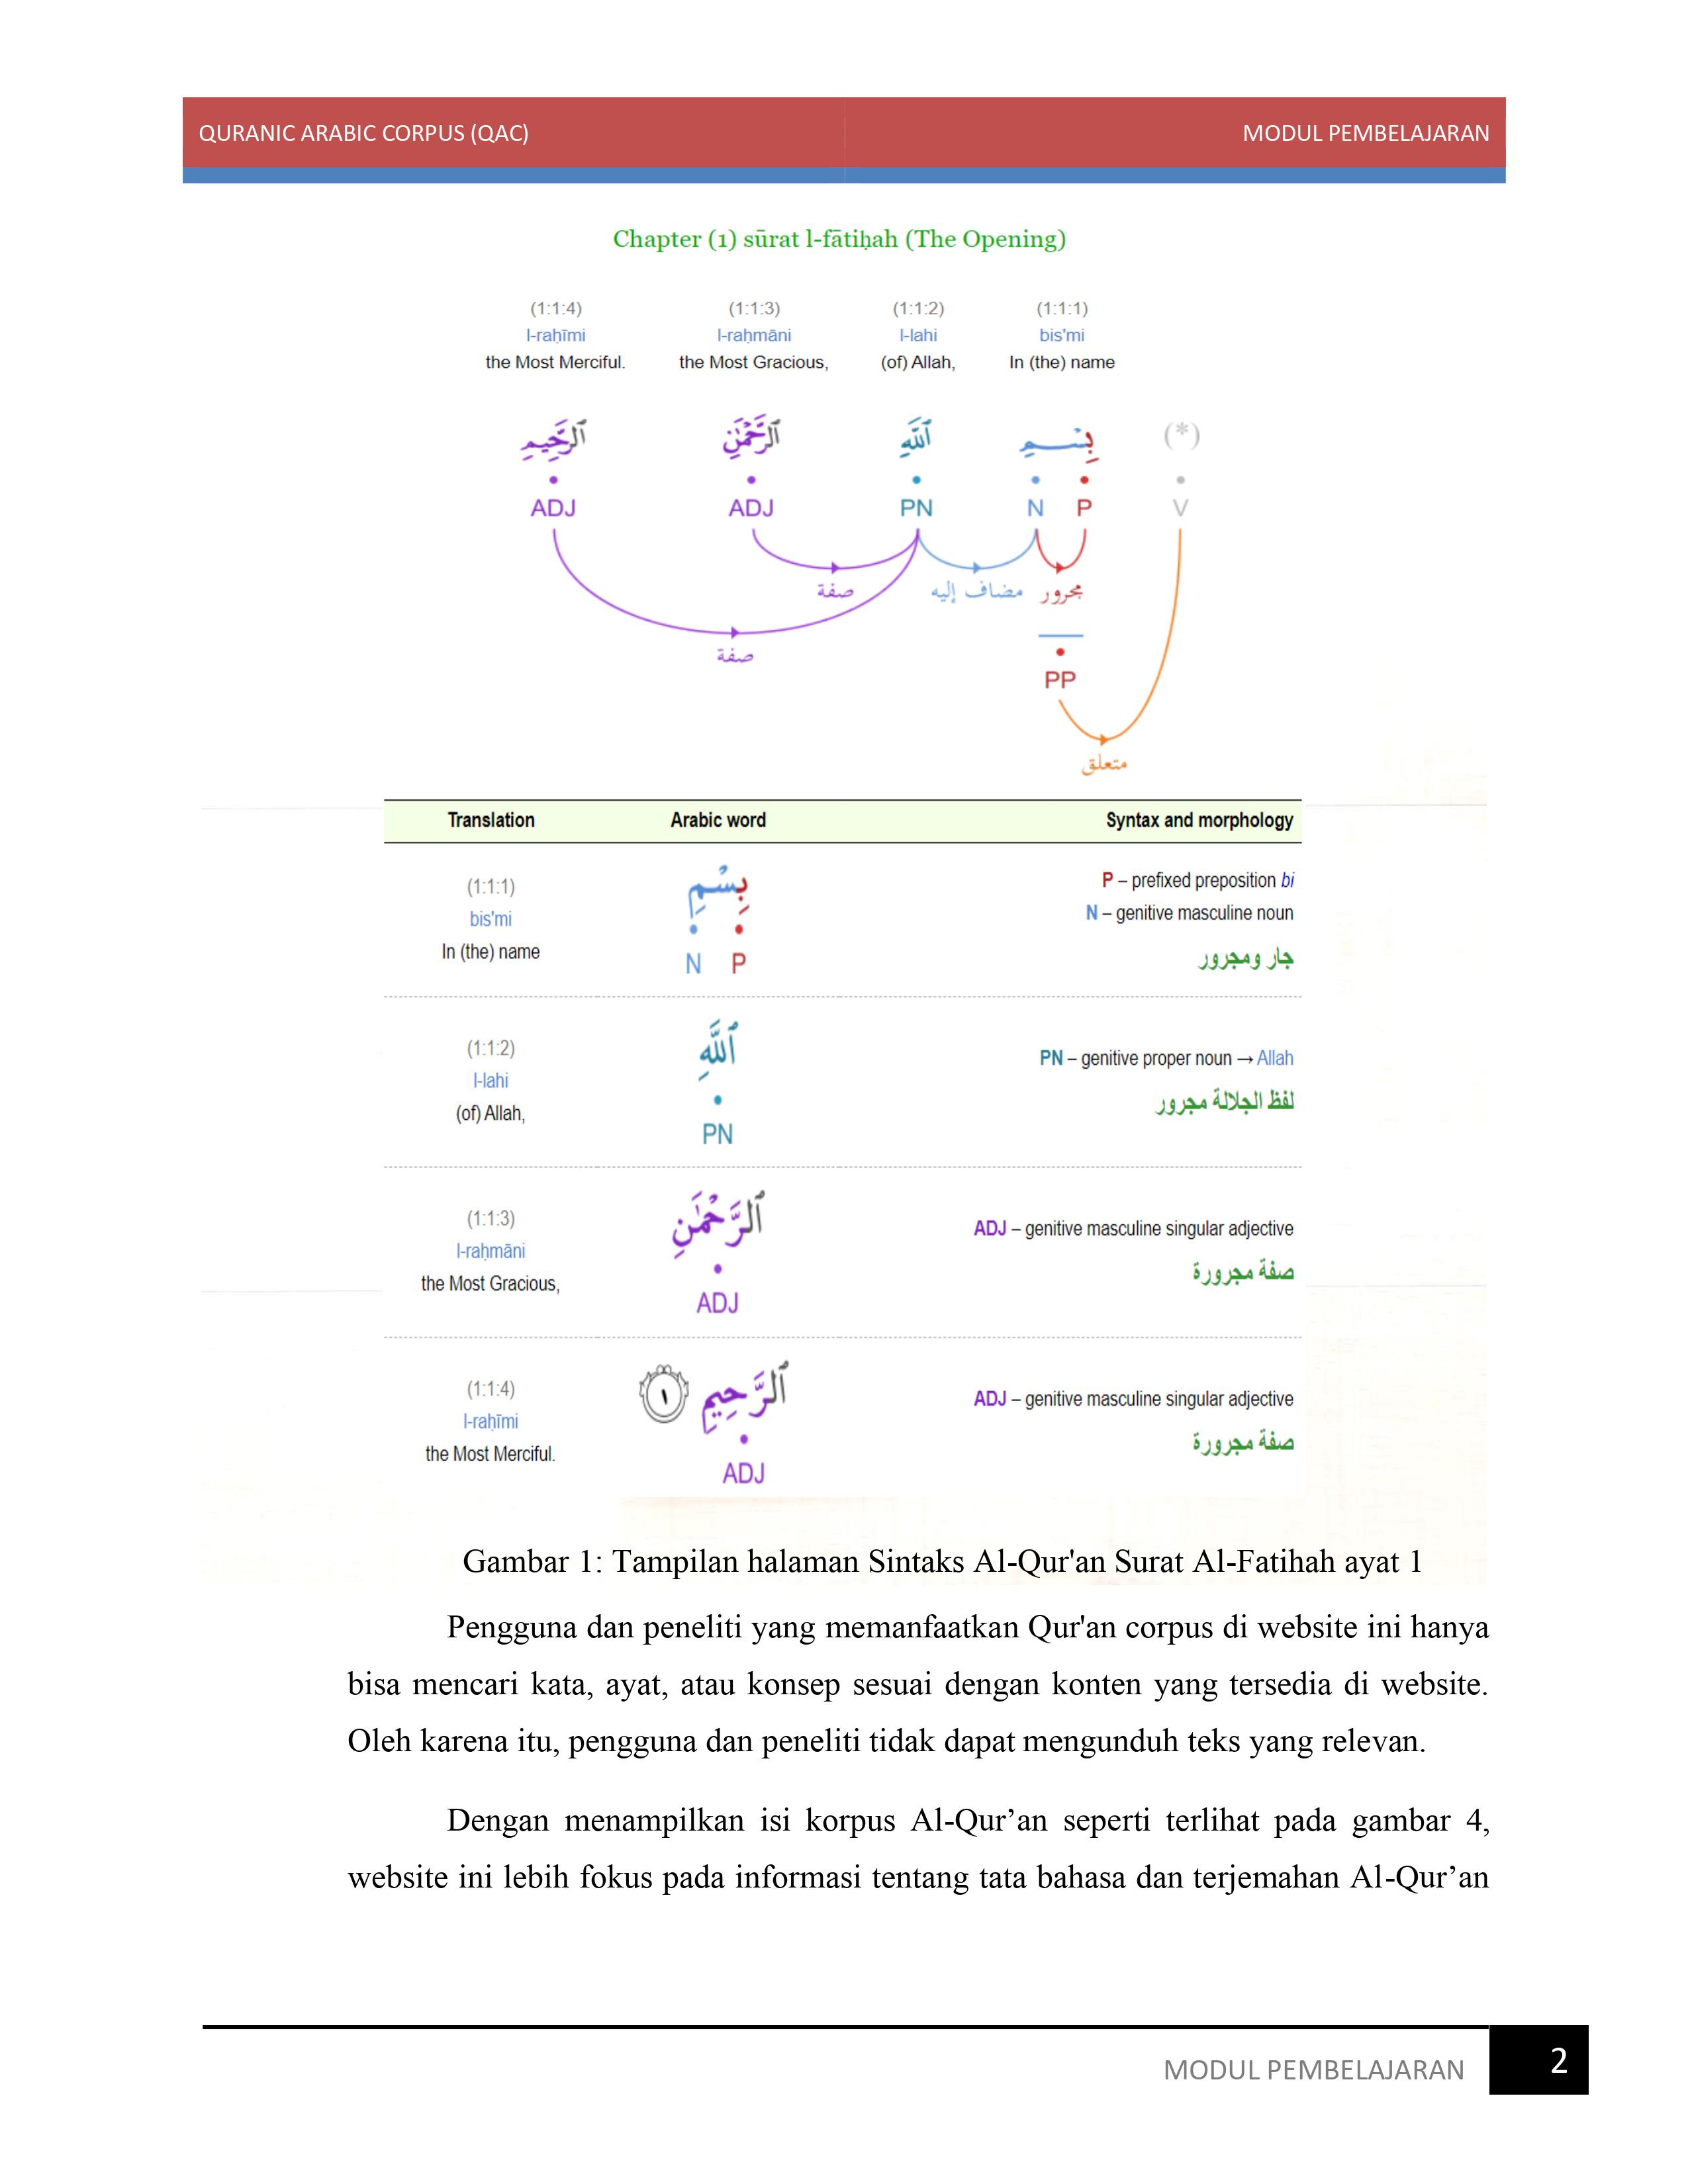 QURANIC ARABIC CORPUS (QAC) MODUL PEMBELAJARAN
Chapter (1) sūrat l-fātiḥah (The Opening)
(1:1:4) (1:1:3) (1:1:2) (1:1:1)
l-raḥīmi l-raḥmāni l-lahi bis'mi
the Most Merciful. the Most Gracious, (of) Allah, In (the) name
(*) بِسْمِ ٱللَّهِ ٱلرَّحْمَٰنِ ٱلرَّحِيمِ
ADJ ADJ PN N P V
صفة مضاف إليه مجرور
صفة
PP
متعلق
Translation Arabic word Syntax and morphology
(1:1:1)
bis'mi
In (the) name
بِسْمِ
N P
P – prefixed preposition bi
N – genitive masculine noun
جار ومجرور
(1:1:2)
l-lahi
(of) Allah,
ٱللَّهِ
PN
PN – genitive proper noun → Allah
لفظ الجلالة مجرور
(1:1:3)
l-raḥmāni
the Most Gracious,
ٱلرَّحْمَٰنِ
ADJ
ADJ – genitive masculine singular adjective
صفة مجرورة
(1:1:4)
l-raḥīmi
the Most Merciful.
ٱلرَّحِيمِ ١
ADJ
ADJ – genitive masculine singular adjective
صفة مجرورة
Gambar 1: Tampilan halaman Sintaks Al-Qur'an Surat Al-Fatihah ayat 1
Pengguna dan peneliti yang memanfaatkan Qur'an corpus di website ini hanya
bisa mencari kata, ayat, atau konsep sesuai dengan konten yang tersedia di website.
Oleh karena itu, pengguna dan peneliti tidak dapat mengunduh teks yang relevan.
Dengan menampilkan isi korpus Al-Qur’an seperti terlihat pada gambar 4,
website ini lebih fokus pada informasi tentang tata bahasa dan terjemahan Al-Qur’an
MODUL PEMBELAJARAN 2